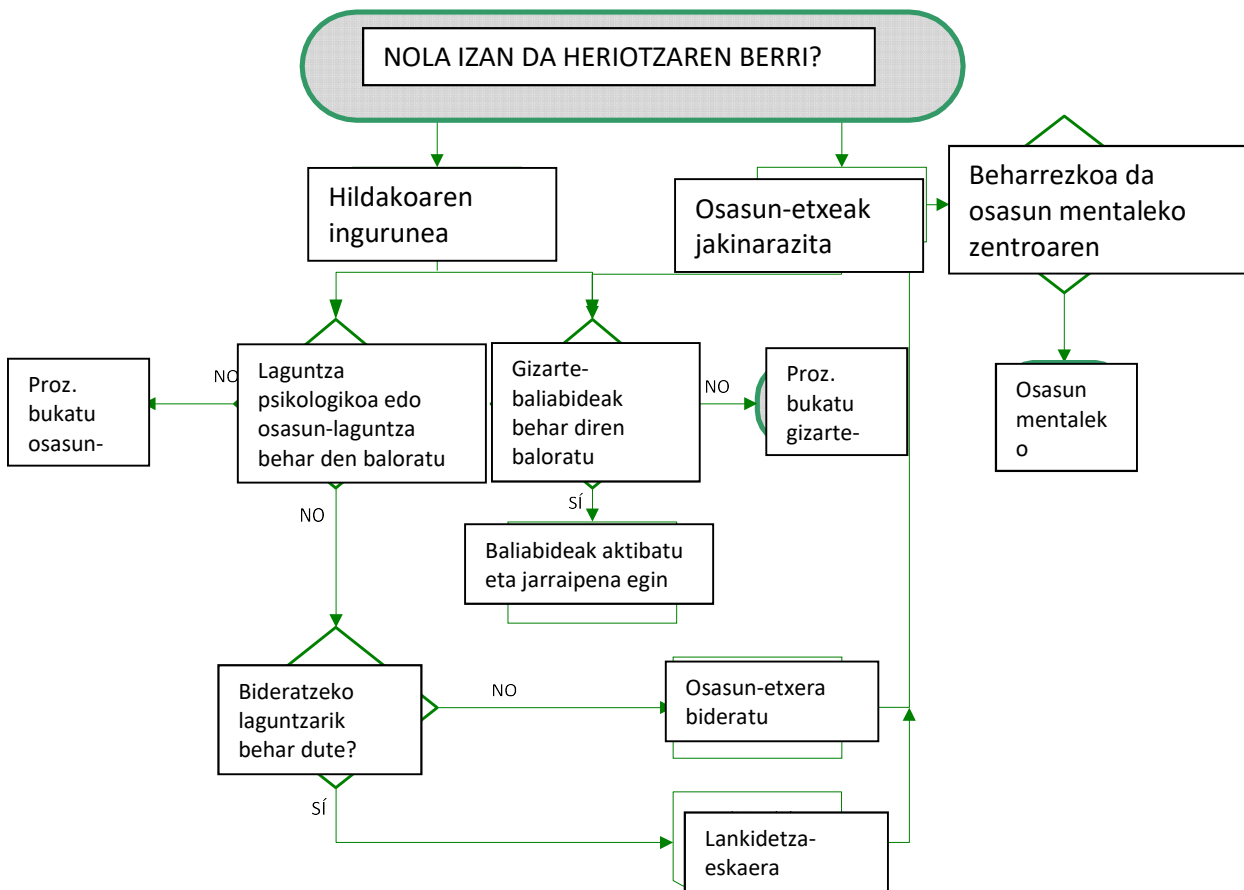 NOLA IZAN DA HERIOTZAREN BERRI?
Hildakoaren
ingurunea
Osasun-etxeak
jakinarazita
Beharrezkoa da
osasun mentaleko
zentroaren
Proz.
bukatu
osasun-
NO
Laguntza
psikologikoa edo
osasun-laguntza
behar den baloratu
Gizarte-
baliabideak
behar diren
baloratu
NO
Proz.
bukatu
gizarte-
Osasun
mentalek
o
NO
SÍ
Baliabideak aktibatu
eta jarraipena egin
Bideratzeko
laguntzarik
behar dute?
NO
Osasun-etxera
bideratu
SÍ
Lankidetza-
eskaera